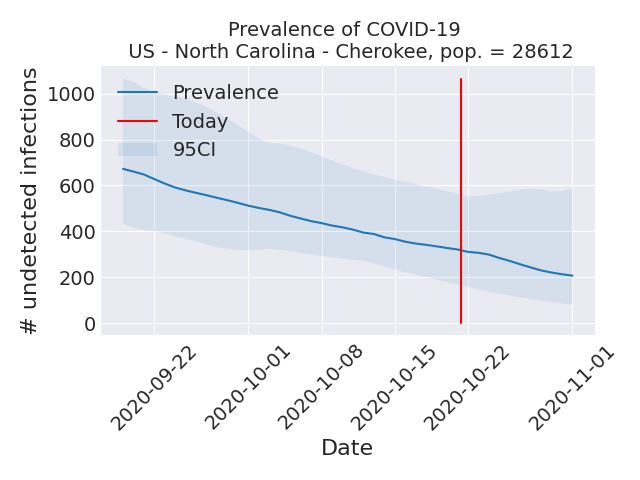 Prevalence of COVID-19
US - North Carolina - Cherokee, pop. = 28612
# undetected infections
1000
800
600
400
200
0
Prevalence
Today
95CI
2020-09-22
2020-10-01
2020-10-08
2020-10-15
2020-10-22
2020-11-01
Date